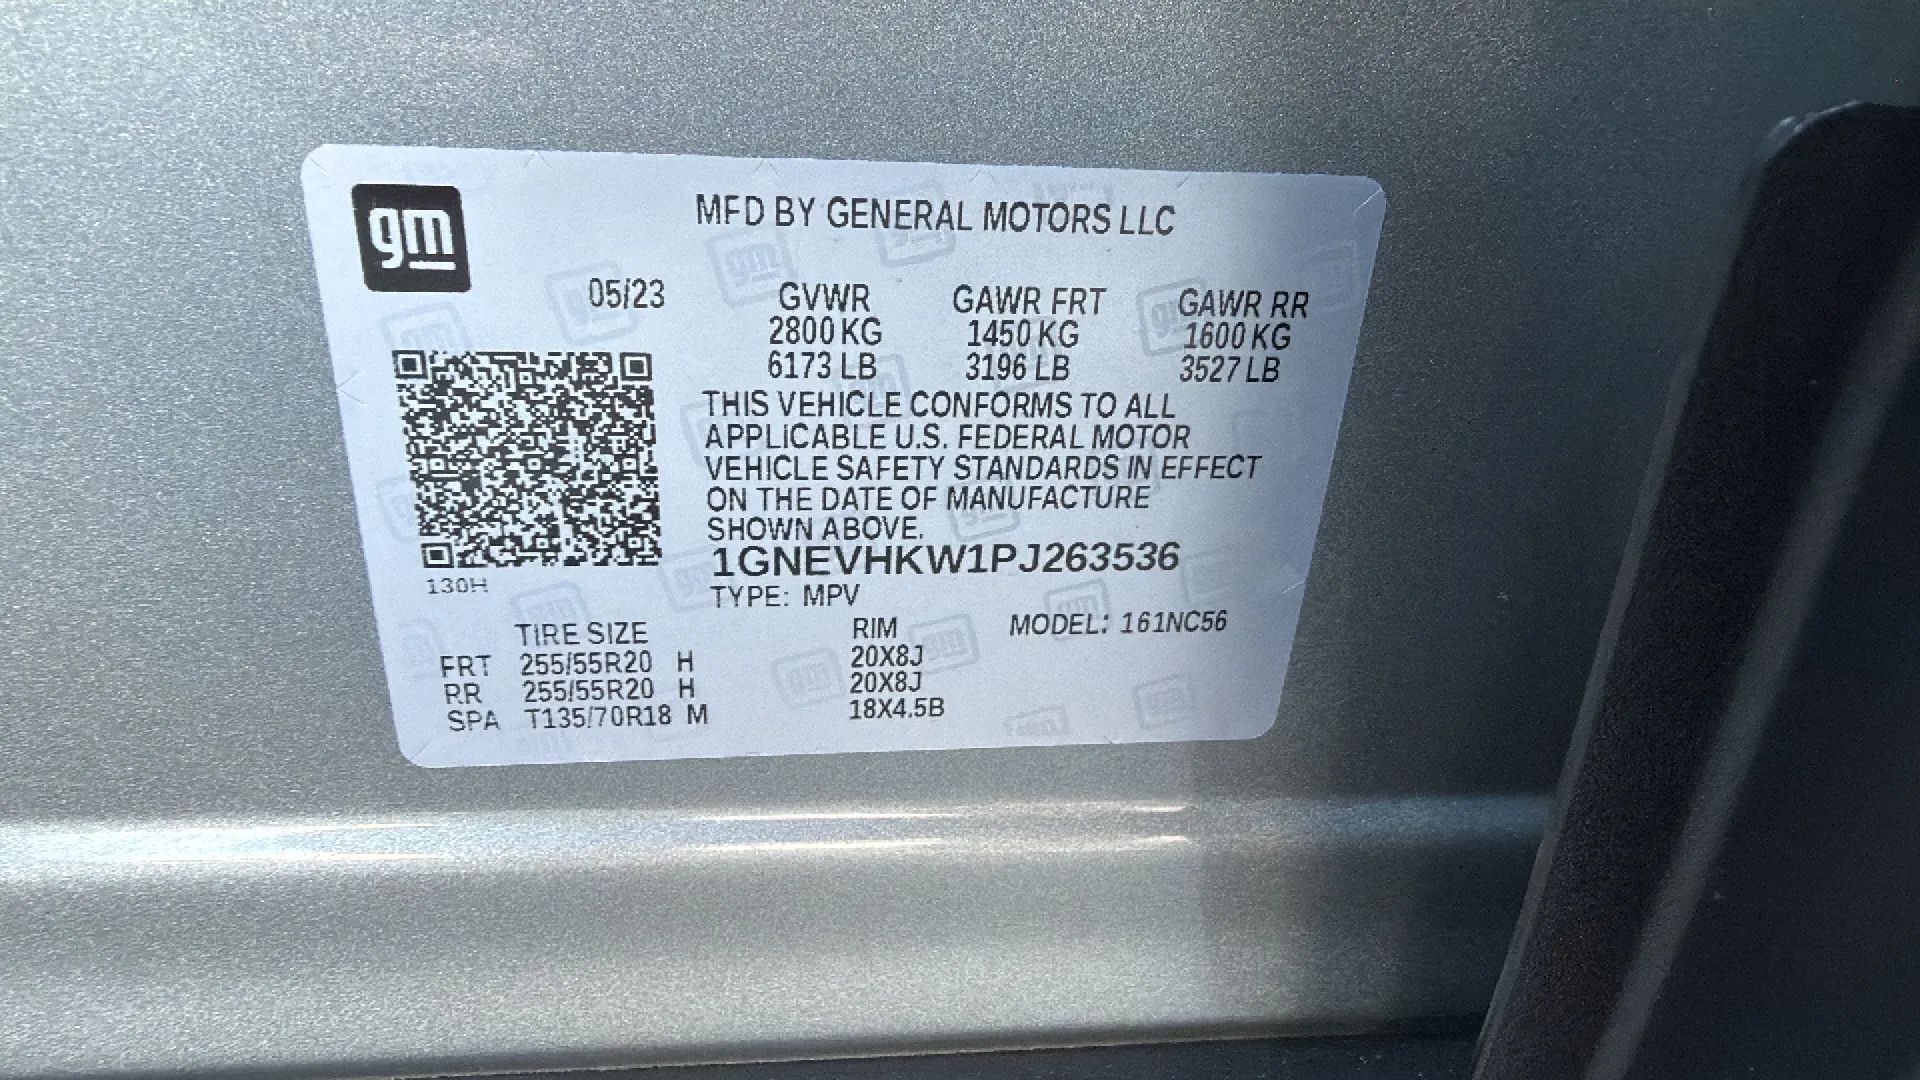 gm
MFD BY GENERAL MOTORS LLC
05/23 GVWR GAWR FRT GAWR RR
2800 KG 1450 KG 1600 KG
6173 LB 3196 LB 3527 LB
THIS VEHICLE CONFORMS TO ALL
APPLICABLE U.S. FEDERAL MOTOR
VEHICLE SAFETY STANDARDS IN EFFECT
ON THE DATE OF MANUFACTURE
SHOWN ABOVE.
1GNEVHKW1PJ263536
130H
TYPE: MPV
TIRE SIZE RIM MODEL: 161NC56
FRT 255/55R20 H 20X8J
RR 255/55R20 H 20X8J
SPA T135/70R18 M 18X4.5B